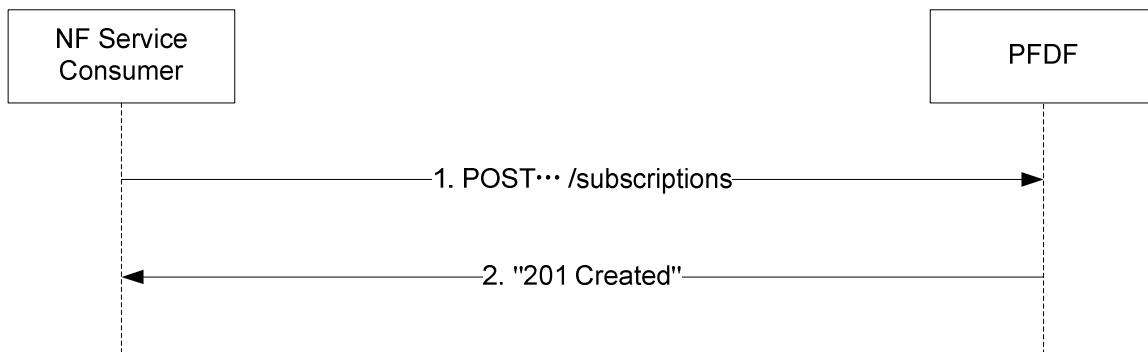 NF Service
Consumer
PFDF
1. POST⋯ /subscriptions
2. "201 Created"